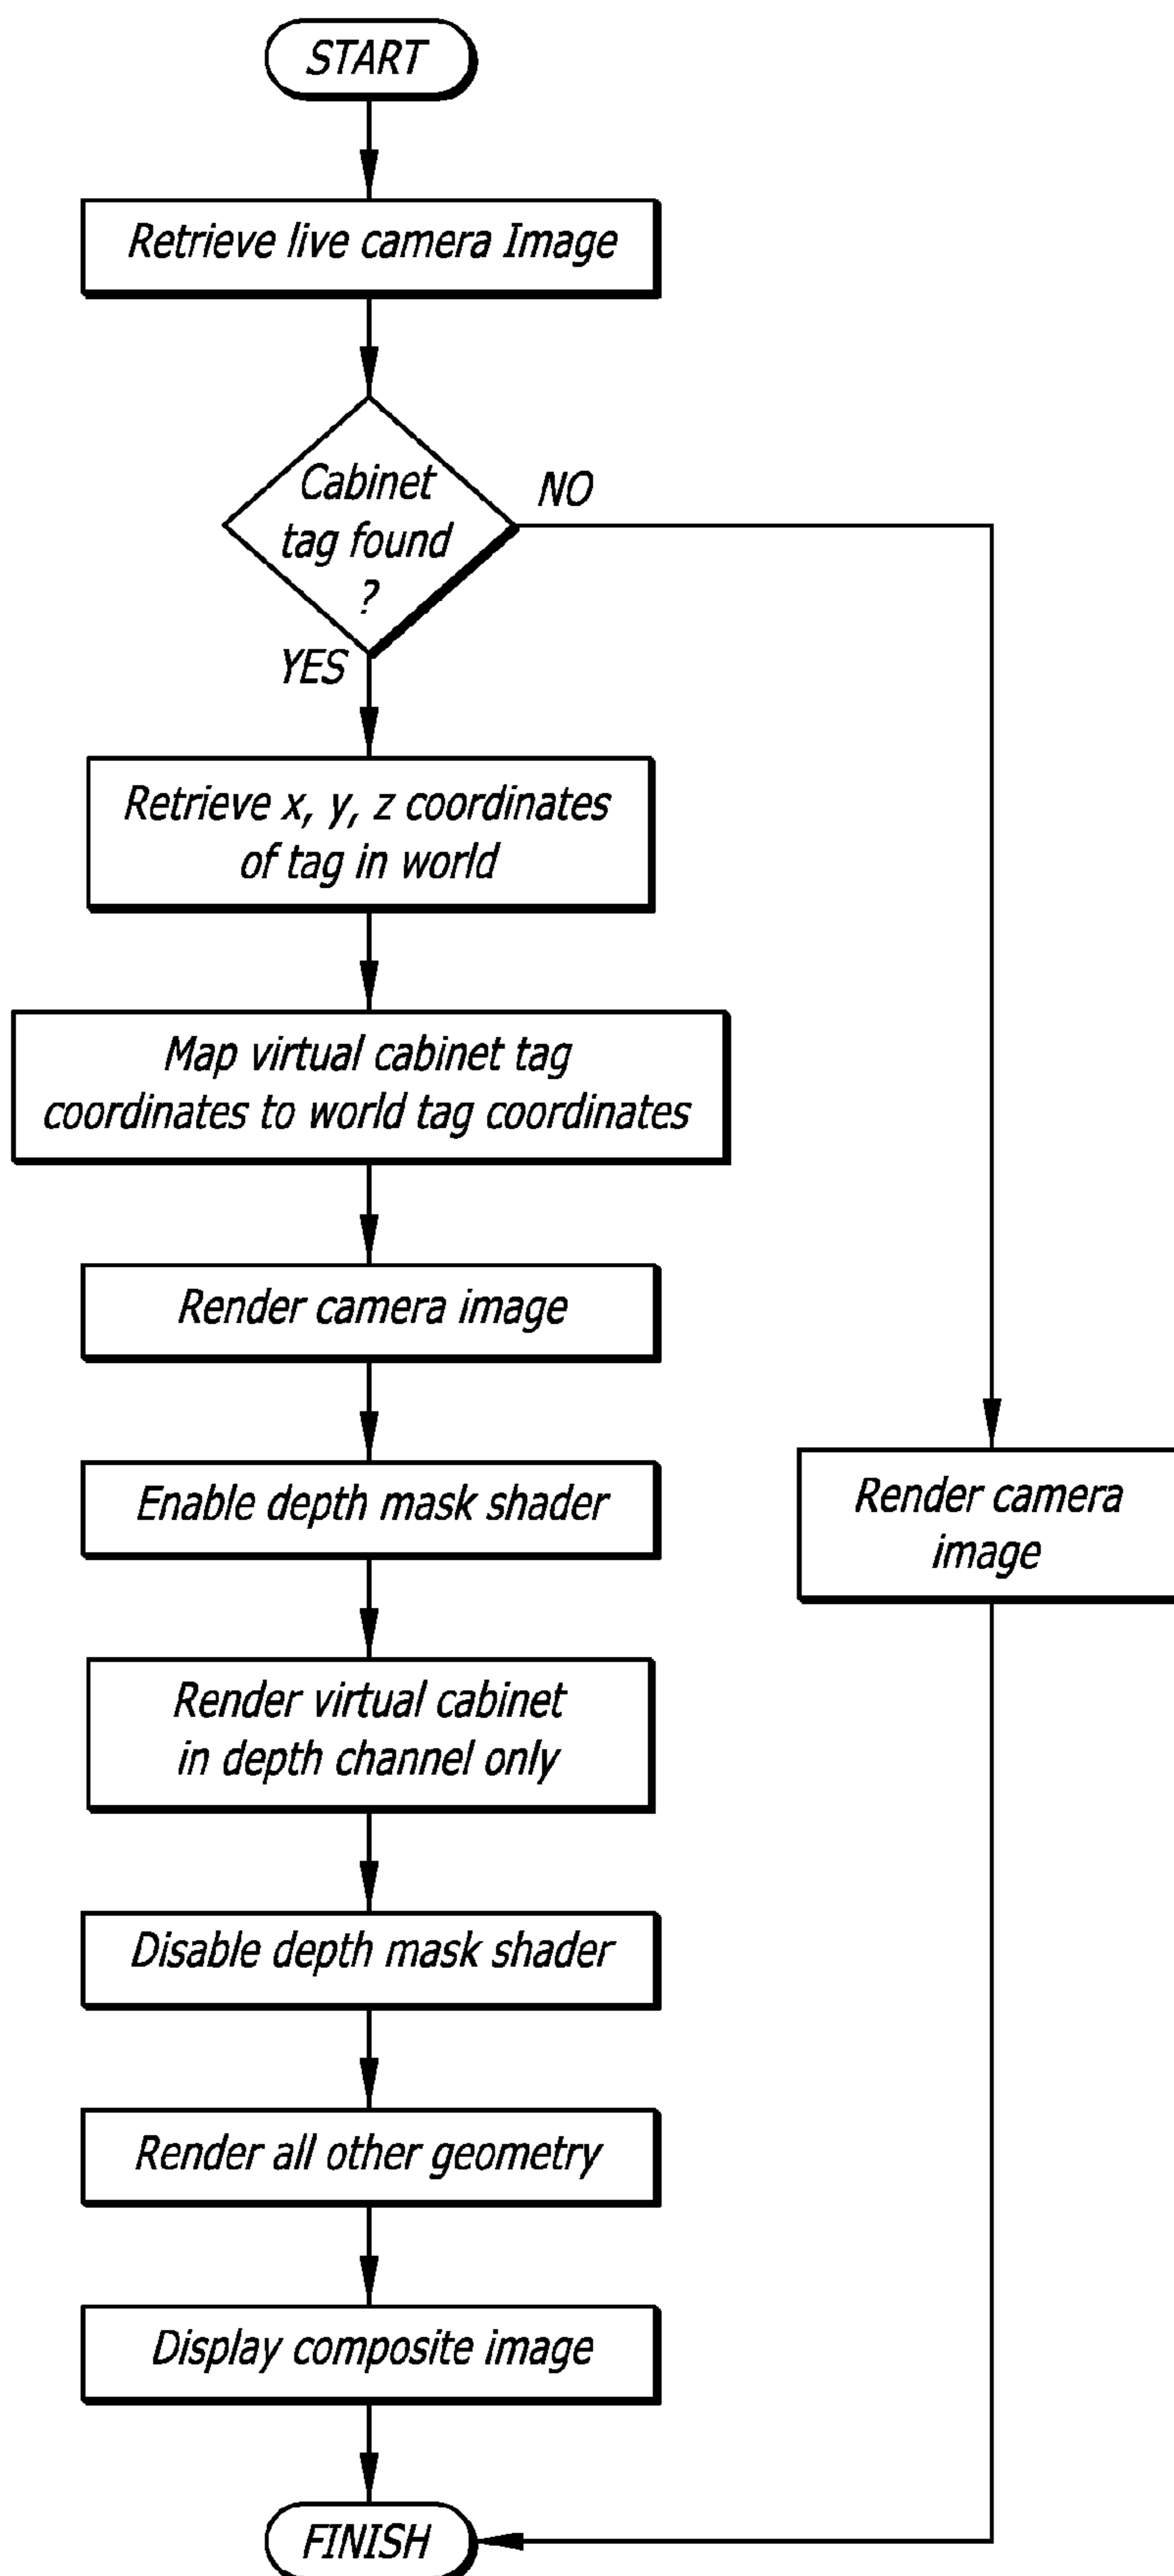 START
Retrieve live camera Image
Cabinet
tag found
?
NO
YES
Retrieve x, y, z coordinates
of tag in world
Map virtual cabinet tag
coordinates to world tag coordinates
Render camera image
Enable depth mask shader
Render camera
image
Render virtual cabinet
in depth channel only
Disable depth mask shader
Render all other geometry
Display composite image
FINISH